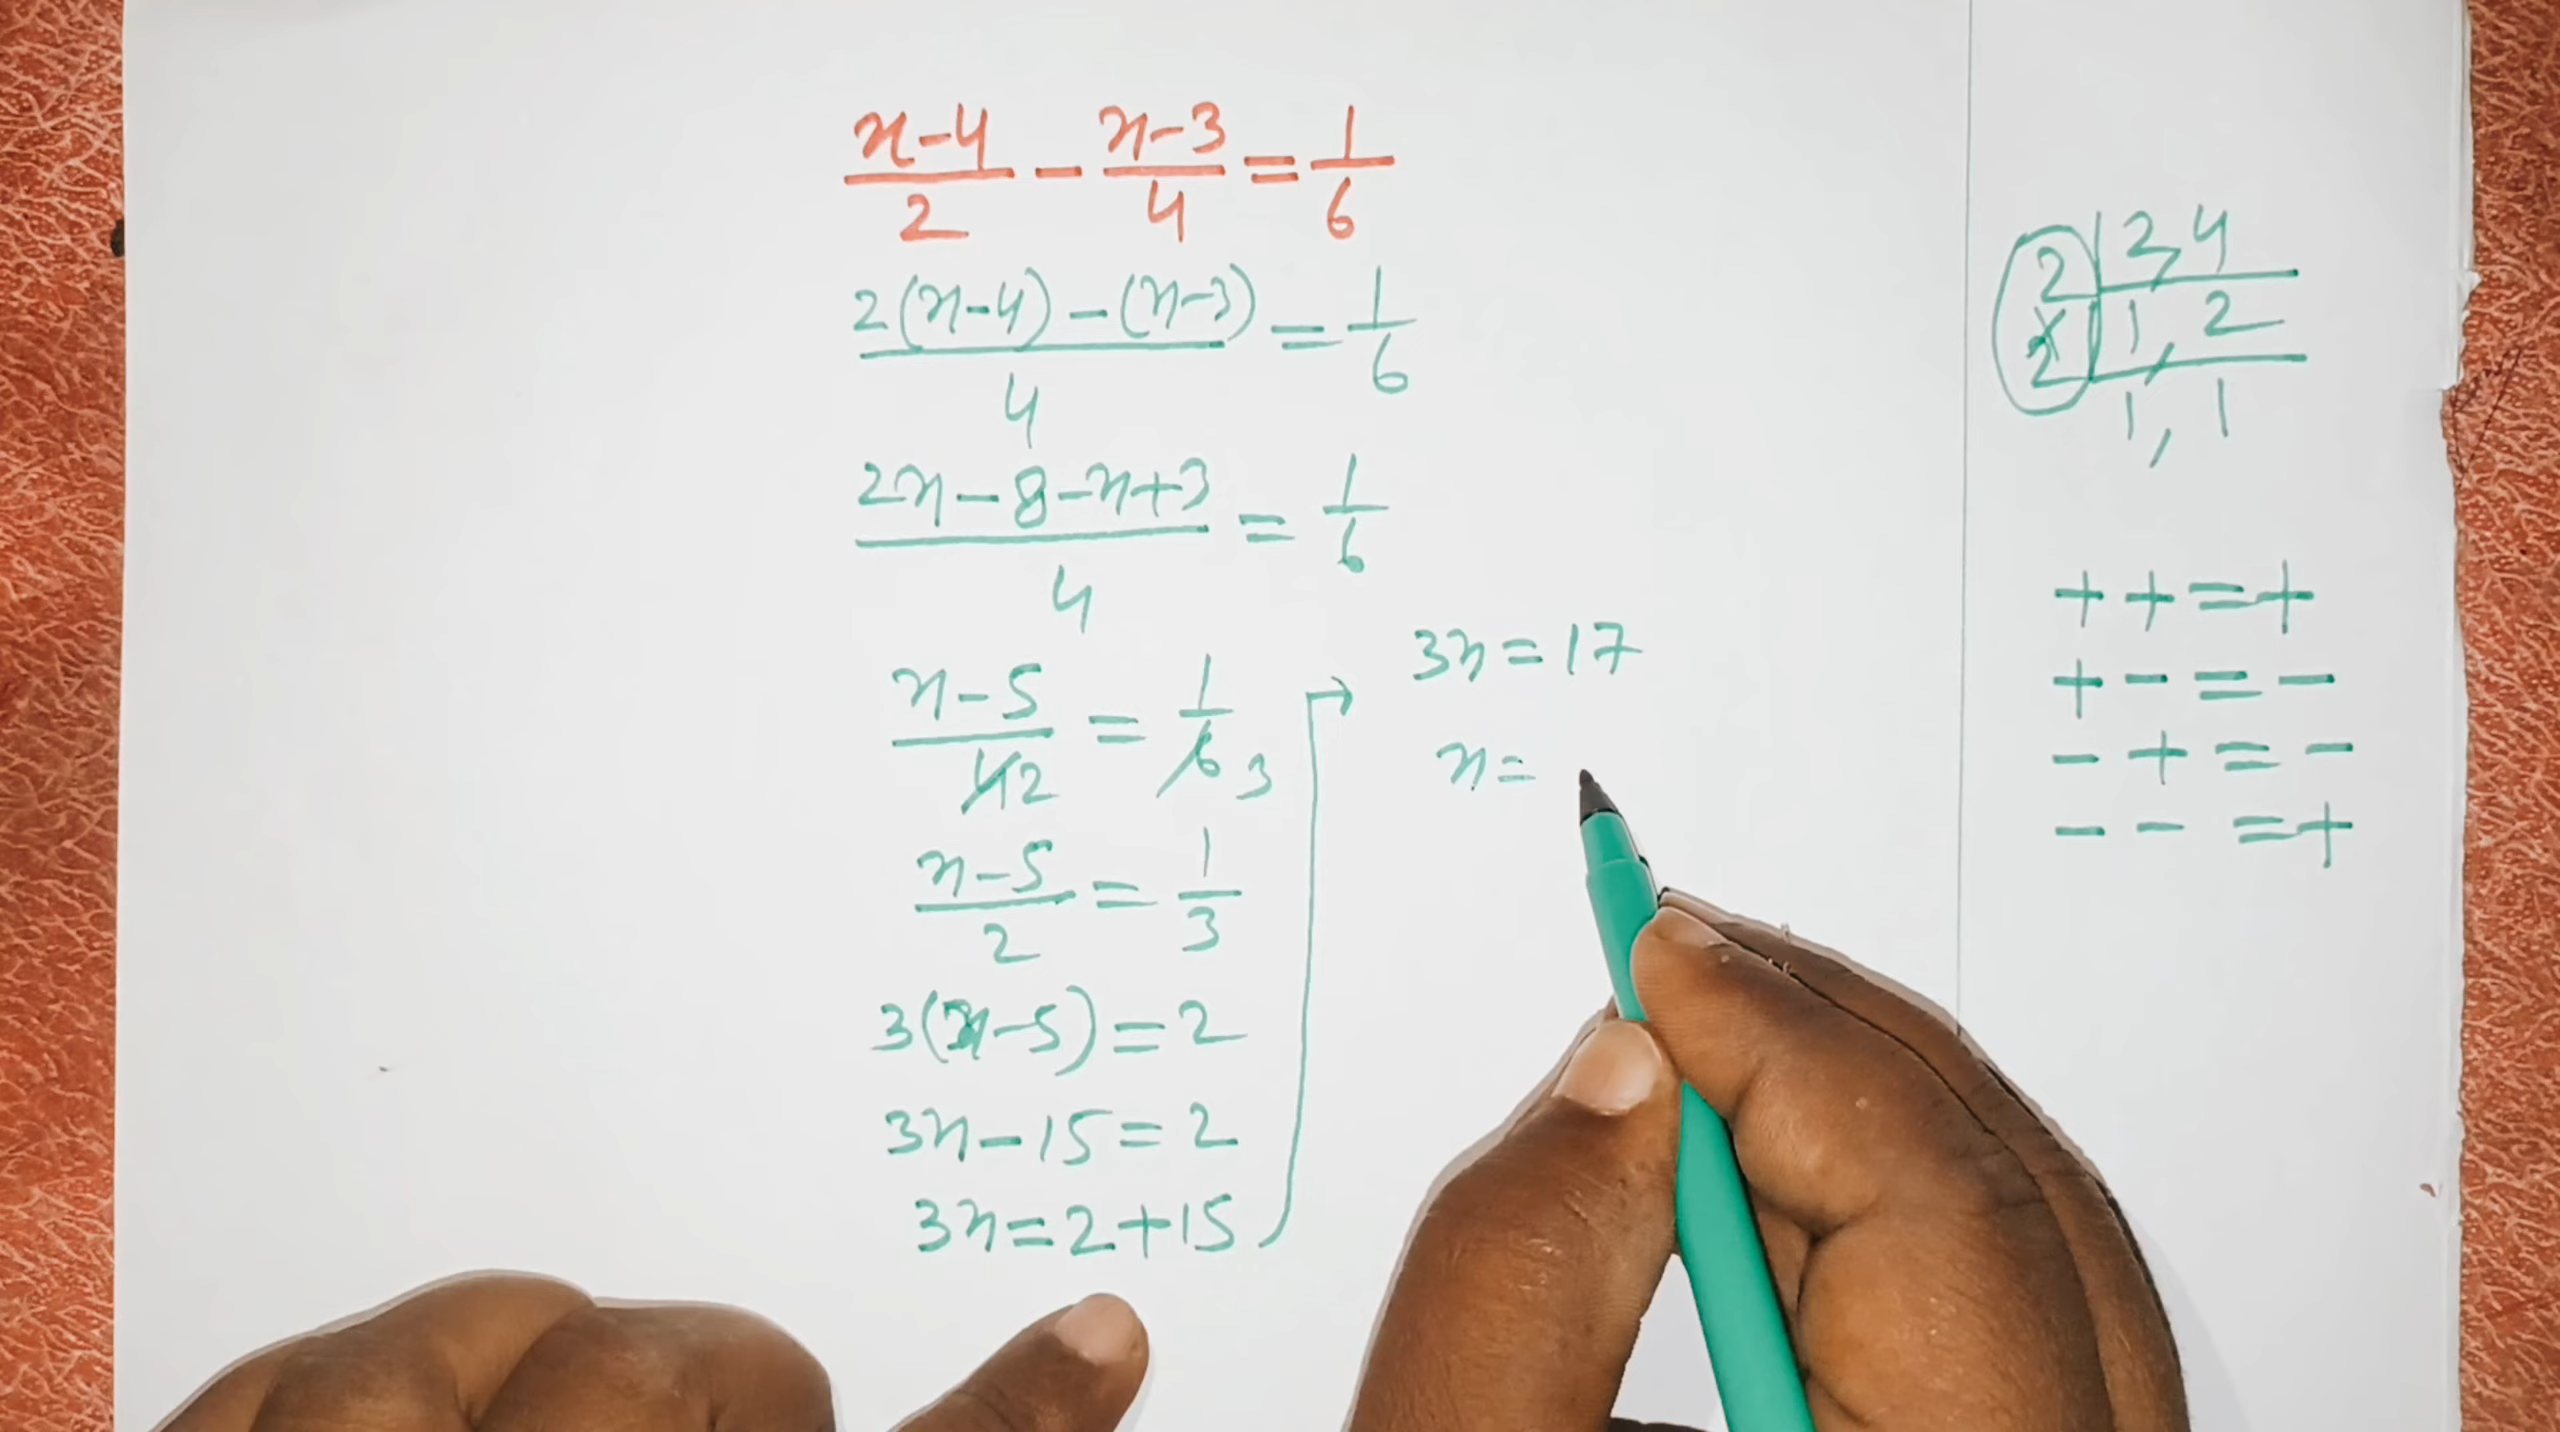 x-4/2 - x-3/4 = 1/6
2(x-4) - (x-3)/4 = 1/6
2x - 8 - x + 3/4 = 1/6
x-5/42 = 1/6 3
x-5/2 = 1/3
3(x-5) = 2
3x - 15 = 2
3x = 2 + 15
3x = 17
x =
2 | 2, 4
× 2 | 1, 2
1, 1
+ + = +
+ - = -
- + = -
- - = +